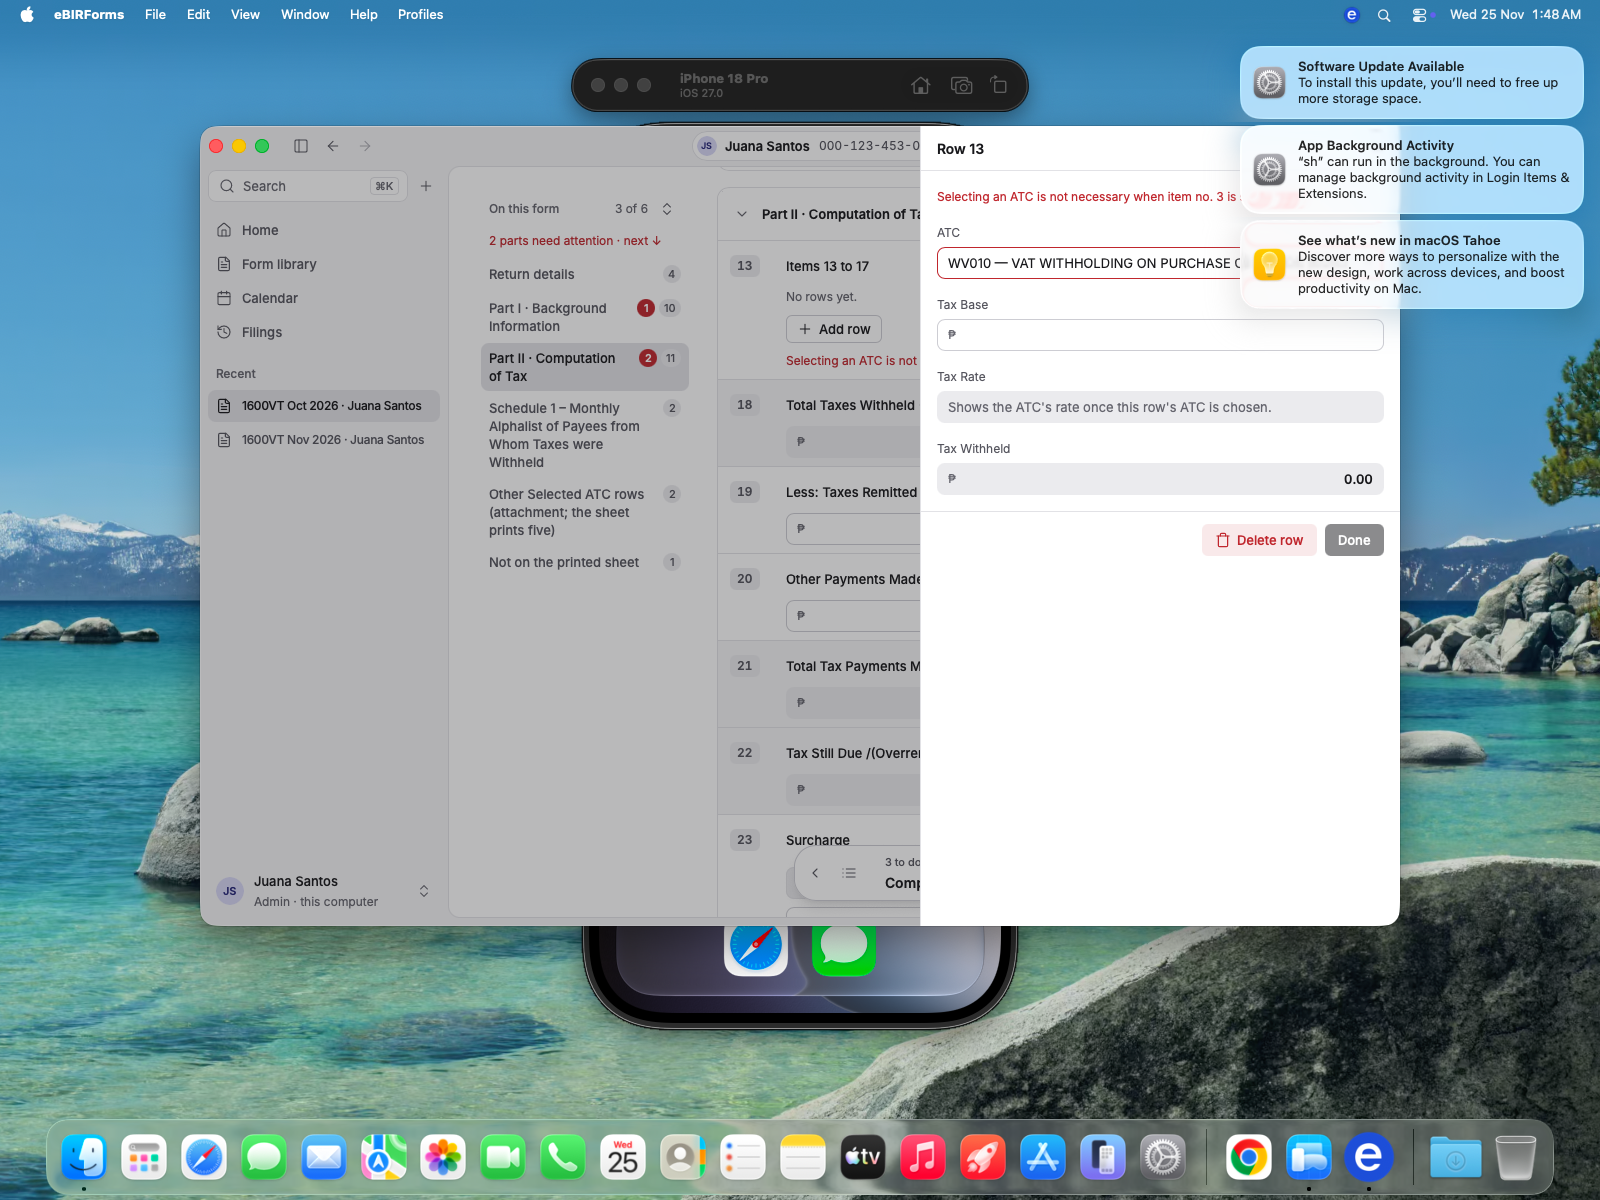 eBIRForms File Edit View Window Help Profiles
Wed 25 Nov 1:48 AM
iPhone 18 Pro
iOS 27.0
Software Update Available
To install this update, you'll need to free up
more storage space.
App Background Activity
"sh" can run in the background. You can
manage background activity in Login Items &
Extensions.
See what's new in macOS Tahoe
Discover more ways to personalize with the
new design, work across devices, and boost
productivity on Mac.
Search ⌘K
Home
Form library
Calendar
Filings
Recent
1600VT Oct 2026 · Juana Santos
1600VT Nov 2026 · Juana Santos
JS
Juana Santos
Admin · this computer
JS Juana Santos 000-123-453-0
On this form 3 of 6
2 parts need attention · next ↓
Return details 4
Part I · Background
Information
1 10
Part II · Computation
of Tax
2 11
Schedule 1 – Monthly
Alphalist of Payees from
Whom Taxes were
Withheld
2
Other Selected ATC rows
(attachment; the sheet
prints five)
2
Not on the printed sheet 1
Part II · Computation of Ta
13 Items 13 to 17
No rows yet.
+ Add row
Selecting an ATC is not
18 Total Taxes Withheld
₱
19 Less: Taxes Remitted
₱
20 Other Payments Made
₱
21 Total Tax Payments M
₱
22 Tax Still Due /(Overre
₱
23 Surcharge
3 to do
Comp
Row 13
Selecting an ATC is not necessary when item no. 3 is
ATC
WV010 — VAT WITHHOLDING ON PURCHASE
Tax Base
₱
Tax Rate
Shows the ATC's rate once this row's ATC is chosen.
Tax Withheld
₱ 0.00
Delete row
Done
Wed
25
tv
e